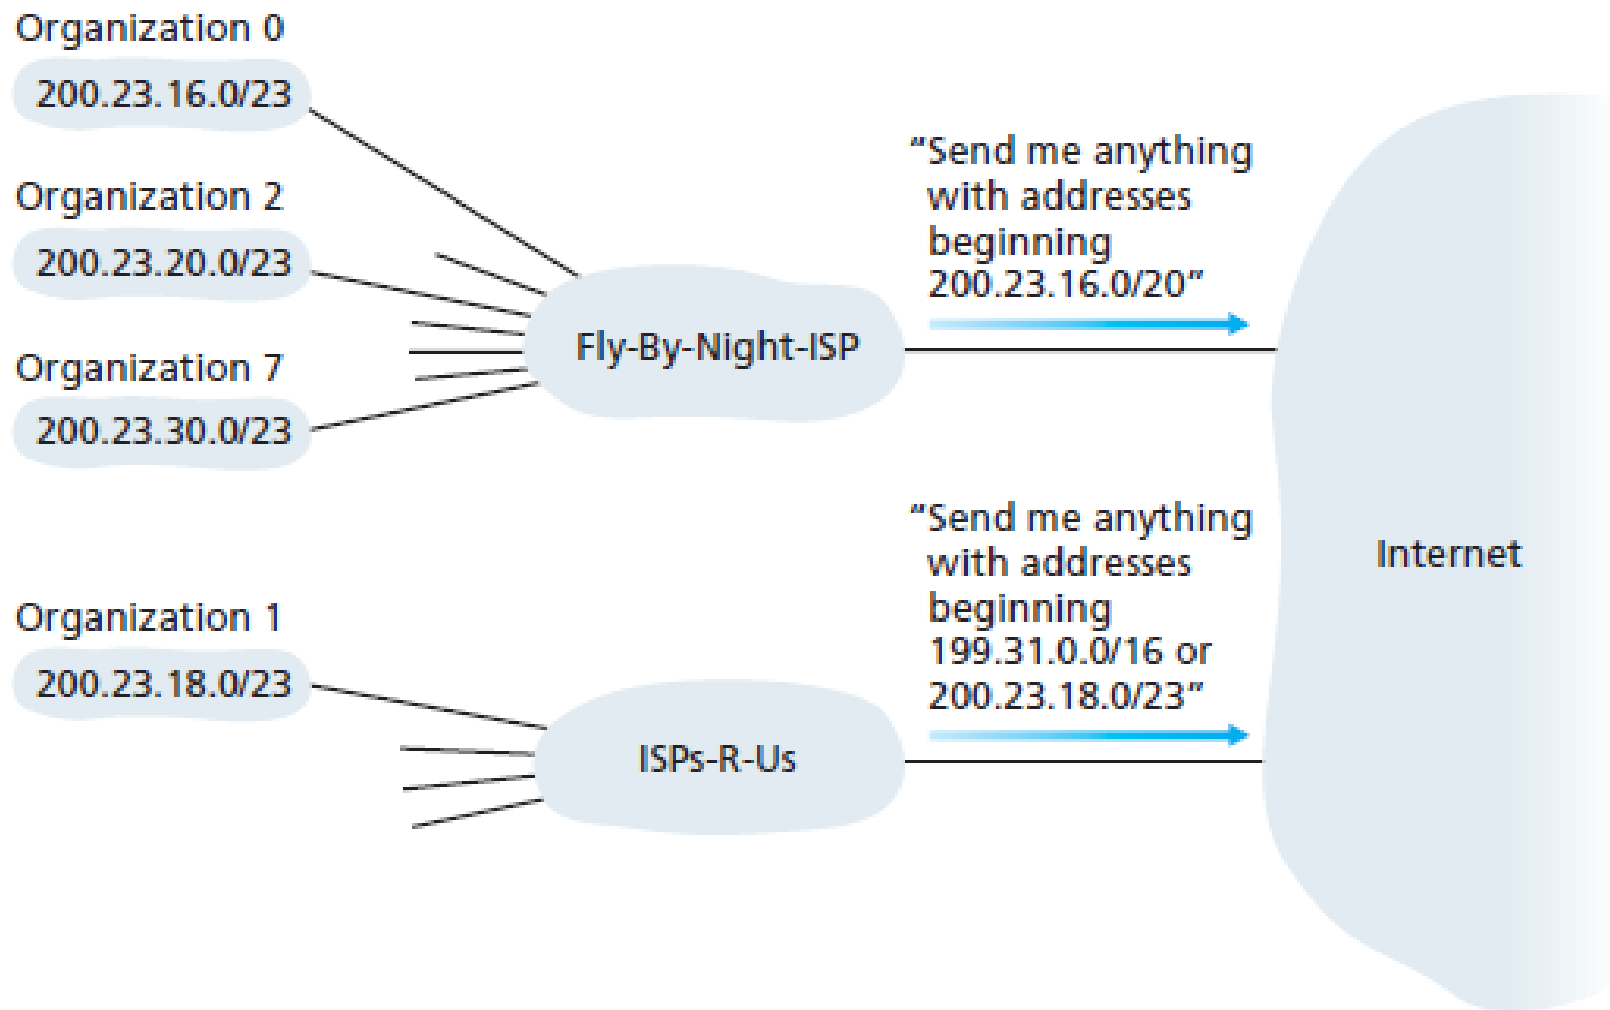 Organization 0
200.23.16.0/23
Organization 2
200.23.20.0/23
Organization 7
200.23.30.0/23
Fly-By-Night-ISP
“Send me anything
with addresses
beginning
200.23.16.0/20”
Organization 1
200.23.18.0/23
ISPs-R-Us
“Send me anything
with addresses
beginning
199.31.0.0/16 or
200.23.18.0/23”
Internet